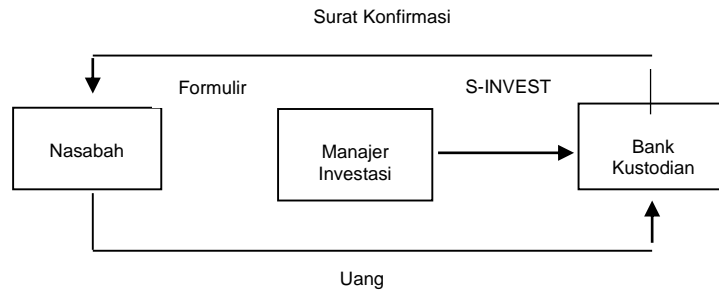 Surat Konfirmasi
Formulir
S-INVEST
Nasabah
Manajer
Investasi
Bank
Kustodian
Uang